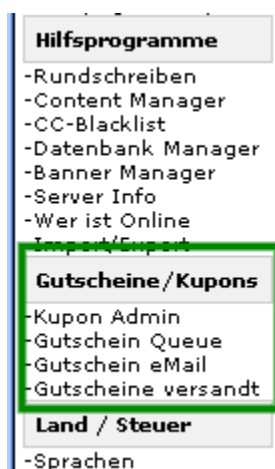 Hilfsprogramme
-Rundschreiben
-Content Manager
-CC-Blacklist
-Datenbank Manager
-Banner Manager
-Server Info
-Wer ist Online
-Import/Export
Gutscheine/Kupons
-Kupon Admin
-Gutschein Queue
-Gutschein eMail
-Gutscheine versandt
Land / Steuer
-Sprachen